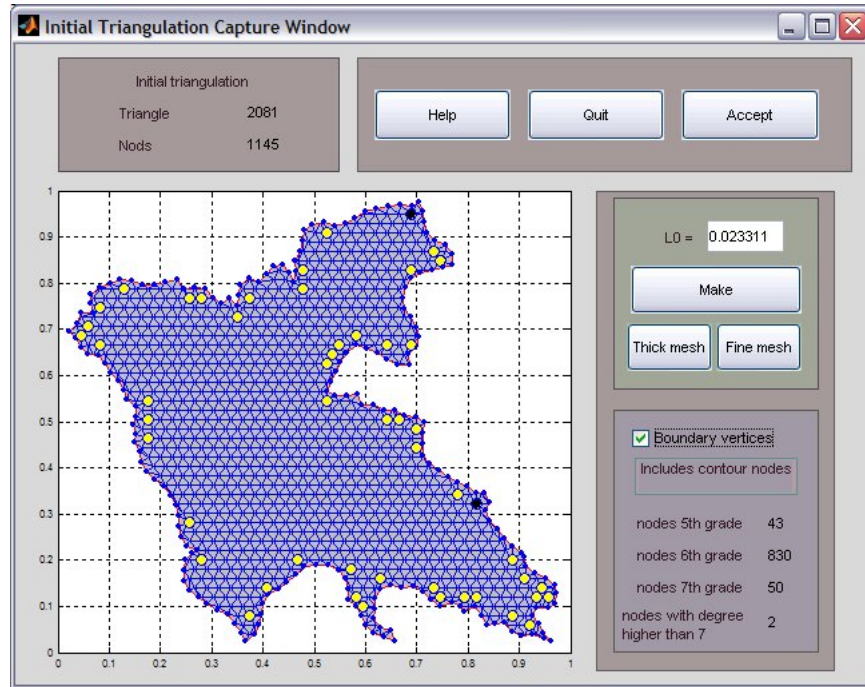 Initial Triangulation Capture Window
Initial triangulation
Triangle 2081
Nods 1145
Help
Quit
Accept
1
0.9
0.8
0.7
0.6
0.5
0.4
0.3
0.2
0.1
0
0 0.1 0.2 0.3 0.4 0.5 0.6 0.7 0.8 0.9 1
L0 = 0.023311
Make
Thick mesh
Fine mesh
Boundary vertices
Includes contour nodes
nodes 5th grade 43
nodes 6th grade 830
nodes 7th grade 50
nodes with degree
higher than 7 2